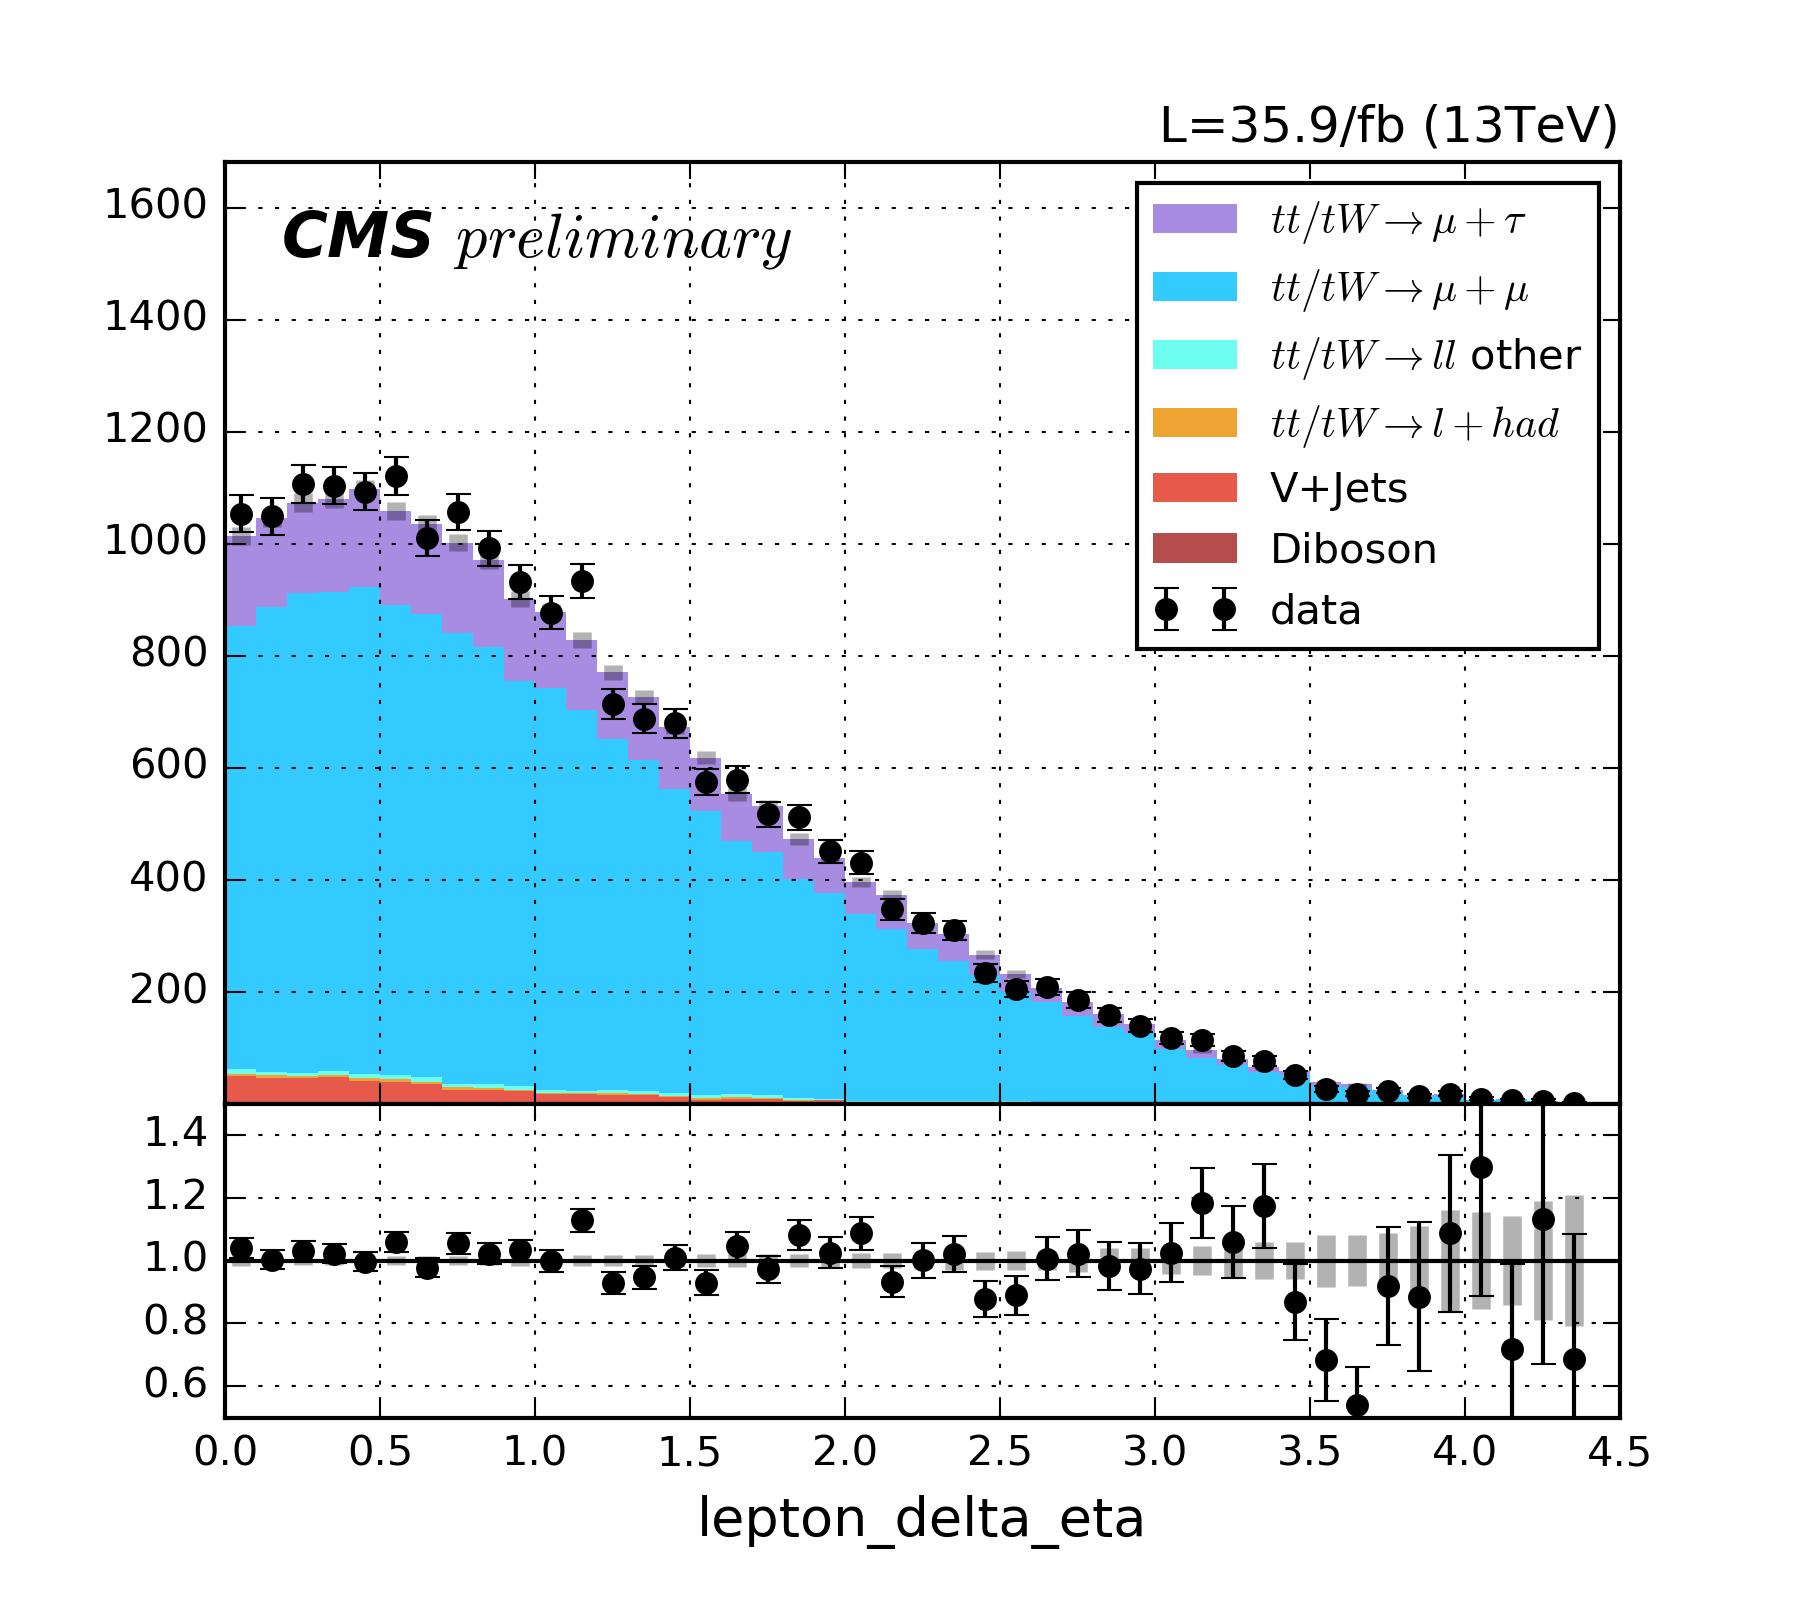 L=35.9/fb (13TeV)
CMS preliminary
1600
1400
1200
1000
800
600
400
200
tt/tW → μ + τ
tt/tW → μ + μ
tt/tW → ll other
tt/tW → l + had
V+Jets
Diboson
data
1.4
1.2
1.0
0.8
0.6
0.0 0.5 1.0 1.5 2.0 2.5 3.0 3.5 4.0 4.5
lepton_delta_eta